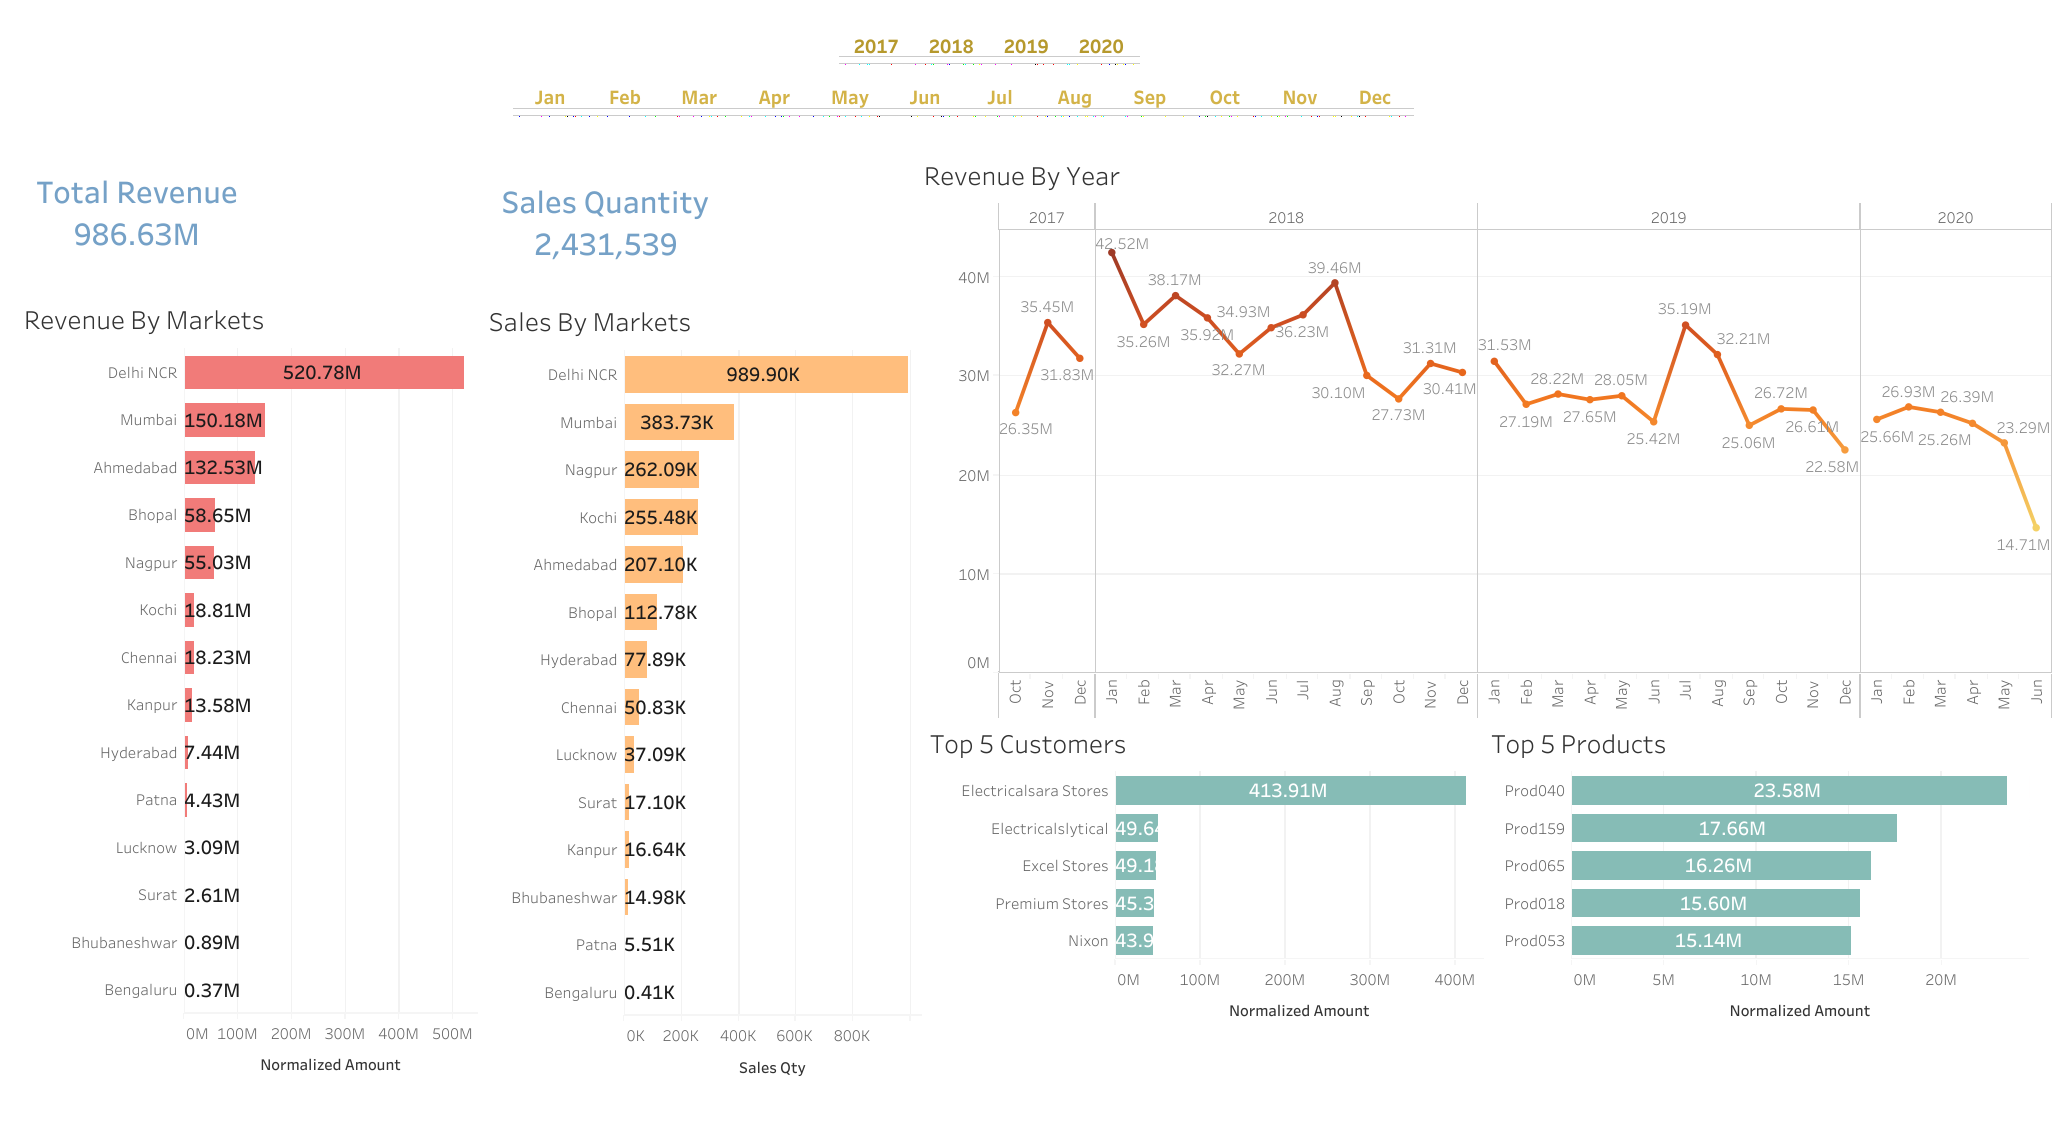 2017 2018 2019 2020
Jan Feb Mar Apr May Jun Jul Aug Sep Oct Nov Dec
Total Revenue
986.63M
Sales Quantity
2,431,539
Revenue By Markets
Delhi NCR 520.78M
Mumbai 150.18M
Ahmedabad 132.53M
Bhopal 58.65M
Nagpur 55.03M
Kochi 18.81M
Chennai 18.23M
Kanpur 13.58M
Hyderabad 7.44M
Patna 4.43M
Lucknow 3.09M
Surat 2.61M
Bhubaneshwar 0.89M
Bengaluru 0.37M
0M 100M 200M 300M 400M 500M
Normalized Amount
Sales By Markets
Delhi NCR 989.90K
Mumbai 383.73K
Nagpur 262.09K
Kochi 255.48K
Ahmedabad 207.10K
Bhopal 112.78K
Hyderabad 77.89K
Chennai 50.83K
Lucknow 37.09K
Surat 17.10K
Kanpur 16.64K
Bhubaneshwar 14.98K
Patna 5.51K
Bengaluru 0.41K
0K 200K 400K 600K 800K
Sales Qty
Revenue By Year
2017 2018 2019 2020
40M
30M
20M
10M
0M
26.35M 35.45M 31.83M
42.52M 35.26M 38.17M 35.92M 32.27M 34.93M 36.23M 39.46M 30.10M 27.73M 31.31M 30.41M
31.53M 27.19M 28.22M 27.65M 28.05M 25.42M 35.19M 32.21M 25.06M 26.72M 26.61M 22.58M
25.66M 26.93M 25.26M 26.39M 23.29M 14.71M
Oct Nov Dec Jan Feb Mar Apr May Jun Jul Aug Sep Oct Nov Dec Jan Feb Mar Apr May Jun Jul Aug Sep Oct Nov Dec Jan Feb Mar Apr May Jun
Top 5 Customers
Electricalsara Stores 413.91M
Electricalslytical 49.64
Excel Stores 49.1
Premium Stores 45.3
Nixon 43.9
0M 100M 200M 300M 400M
Normalized Amount
Top 5 Products
Prod040 23.58M
Prod159 17.66M
Prod065 16.26M
Prod018 15.60M
Prod053 15.14M
0M 5M 10M 15M 20M
Normalized Amount